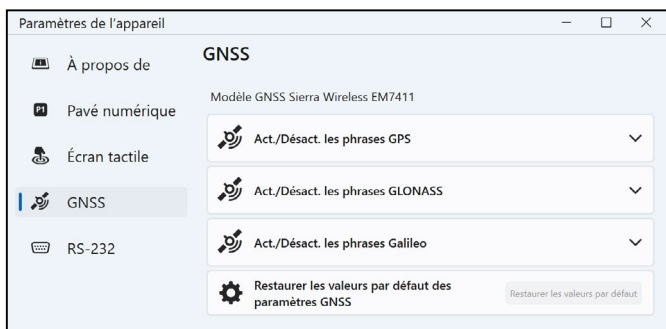 Paramètres de l'appareil
À propos de
P1
Pavé numérique
Écran tactile
GNSS
RS-232
GNSS
Modèle GNSS Sierra Wireless EM7411
Act./Désact. les phrases GPS
Act./Désact. les phrases GLONASS
Act./Désact. les phrases Galileo
Restaurer les valeurs par défaut des
paramètres GNSS
Restaurer les valeurs par défaut